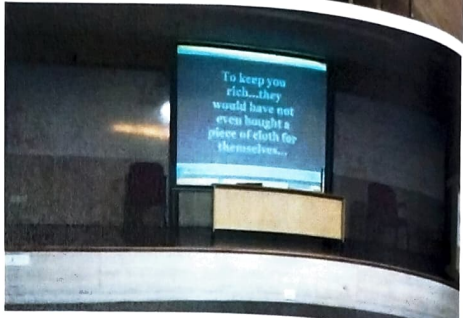 To keep you
rich...they
would have not
even bought a
piece of cloth for
themselves...